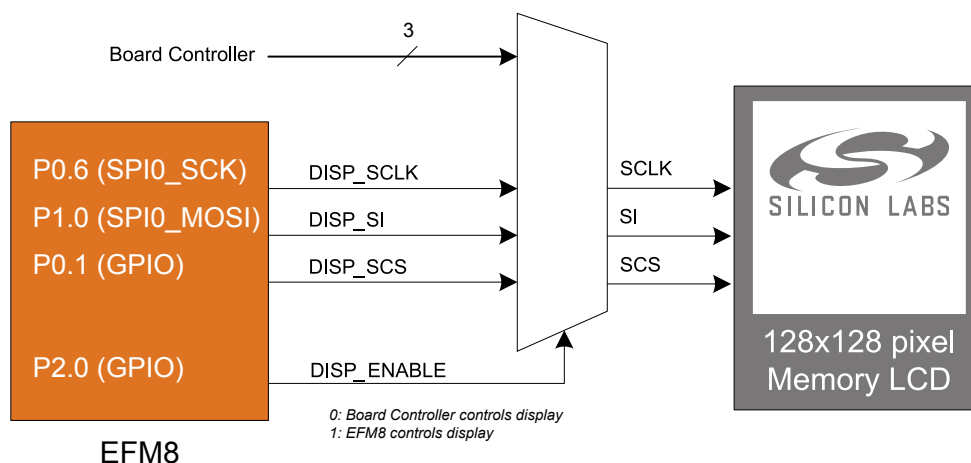 3
Board Controller
P0.6 (SPI0_SCK)
DISP_SCLK
SCLK
P1.0 (SPI0_MOSI)
DISP_SI
SI
P0.1 (GPIO)
DISP_SCS
SCS
SILICON LABS
P2.0 (GPIO)
DISP_ENABLE
128x128 pixel
Memory LCD
0: Board Controller controls display
1: EFM8 controls display
EFM8